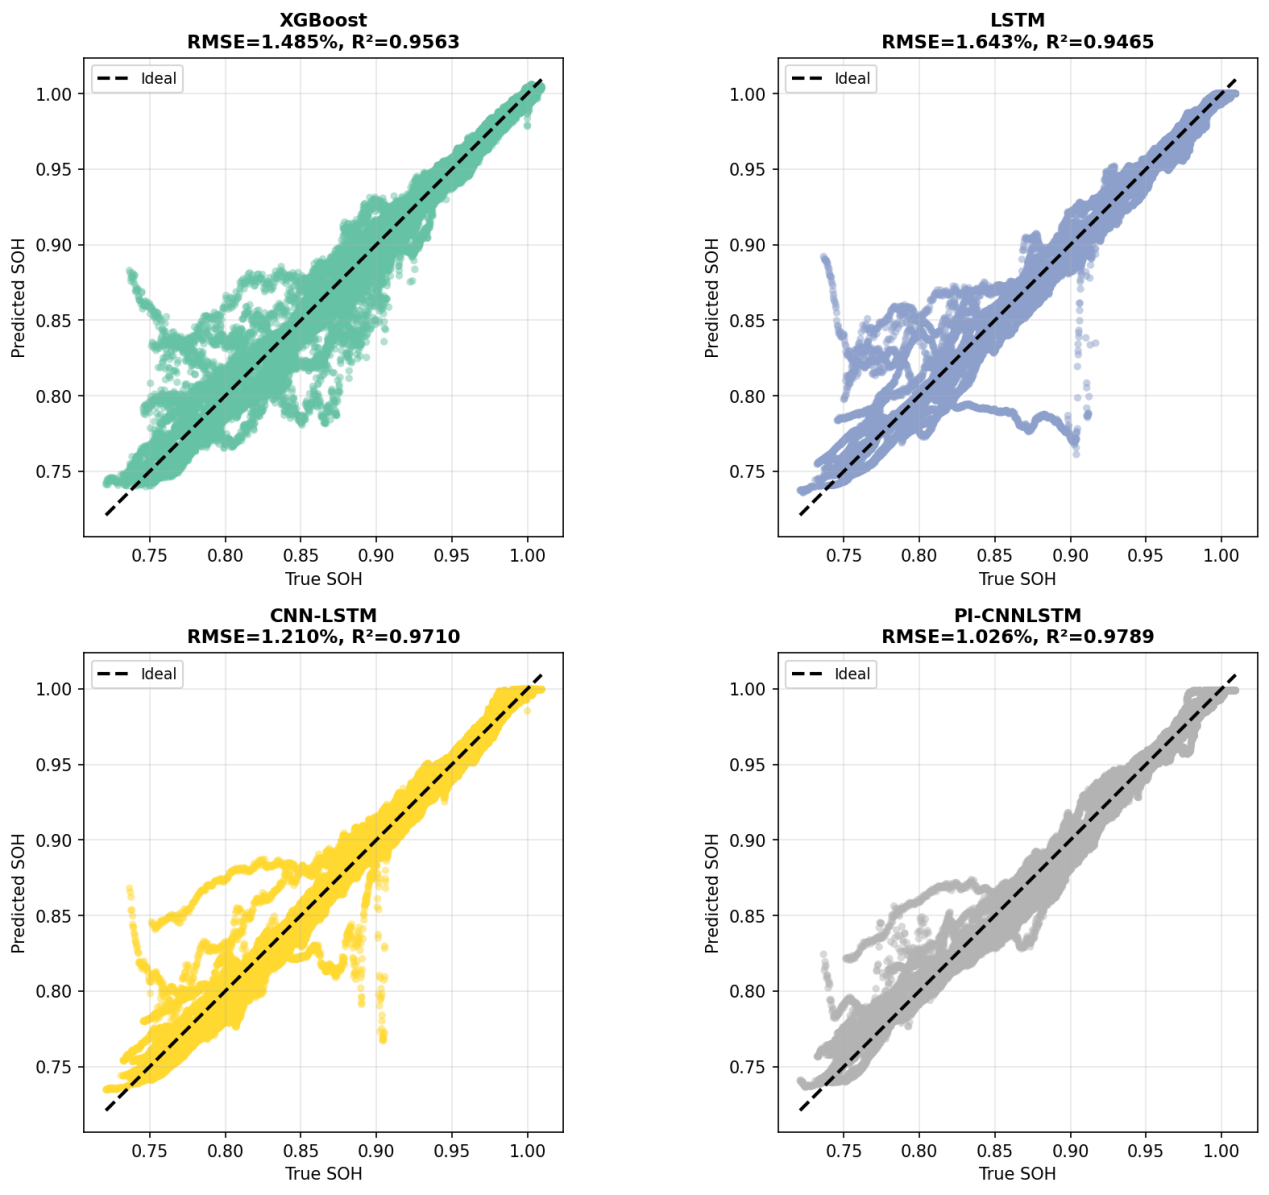 XGBoost
RMSE=1.485%, R²=0.9563
Ideal
1.00
0.95
0.90
0.85
0.80
0.75
Predicted SOH
0.75 0.80 0.85 0.90 0.95 1.00
True SOH
LSTM
RMSE=1.643%, R²=0.9465
Ideal
1.00
0.95
0.90
0.85
0.80
0.75
Predicted SOH
0.75 0.80 0.85 0.90 0.95 1.00
True SOH
CNN-LSTM
RMSE=1.210%, R²=0.9710
Ideal
1.00
0.95
0.90
0.85
0.80
0.75
Predicted SOH
0.75 0.80 0.85 0.90 0.95 1.00
True SOH
PI-CNNLSTM
RMSE=1.026%, R²=0.9789
Ideal
1.00
0.95
0.90
0.85
0.80
0.75
Predicted SOH
0.75 0.80 0.85 0.90 0.95 1.00
True SOH